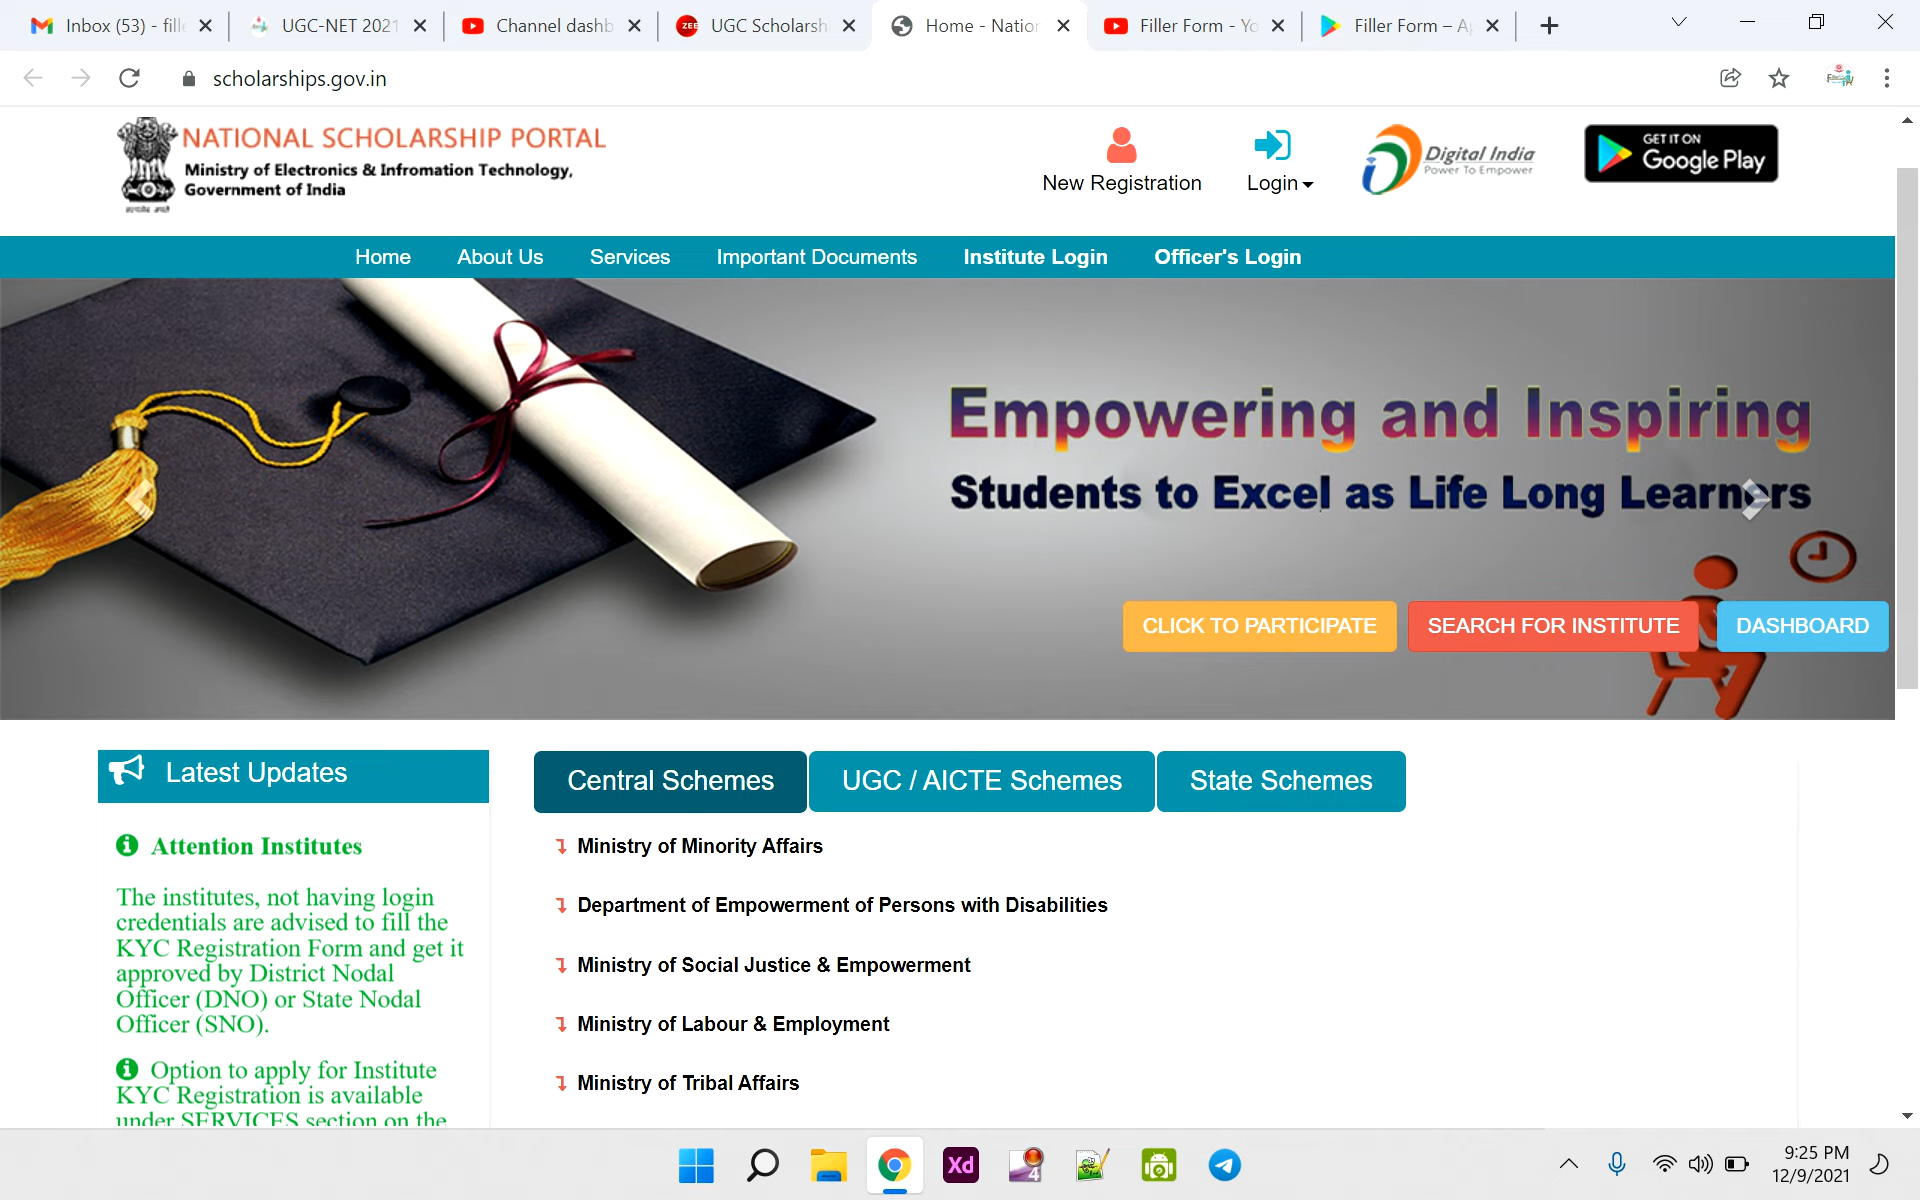 Inbox (53) - fille
UGC-NET 2021
Channel dashb
ZEE
UGC Scholarsh
Home - Nation
Filler Form - Yo
Filler Form – Ap
scholarships.gov.in
NATIONAL SCHOLARSHIP PORTAL
Ministry of Electronics & Infromation Technology,
Government of India
New Registration
Login
Digital India
Power To Empower
GET IT ON
Google Play
Home
About Us
Services
Important Documents
Institute Login
Officer's Login
Empowering and Inspiring
Students to Excel as Life Long Learners
CLICK TO PARTICIPATE
SEARCH FOR INSTITUTE
DASHBOARD
Latest Updates
Attention Institutes
The institutes, not having login
credentials are advised to fill the
KYC Registration Form and get it
approved by District Nodal
Officer (DNO) or State Nodal
Officer (SNO).
Option to apply for Institute
KYC Registration is available
under SERVICES section on the
Central Schemes
UGC / AICTE Schemes
State Schemes
Ministry of Minority Affairs
Department of Empowerment of Persons with Disabilities
Ministry of Social Justice & Empowerment
Ministry of Labour & Employment
Ministry of Tribal Affairs
Xd
4
9:25 PM
12/9/2021